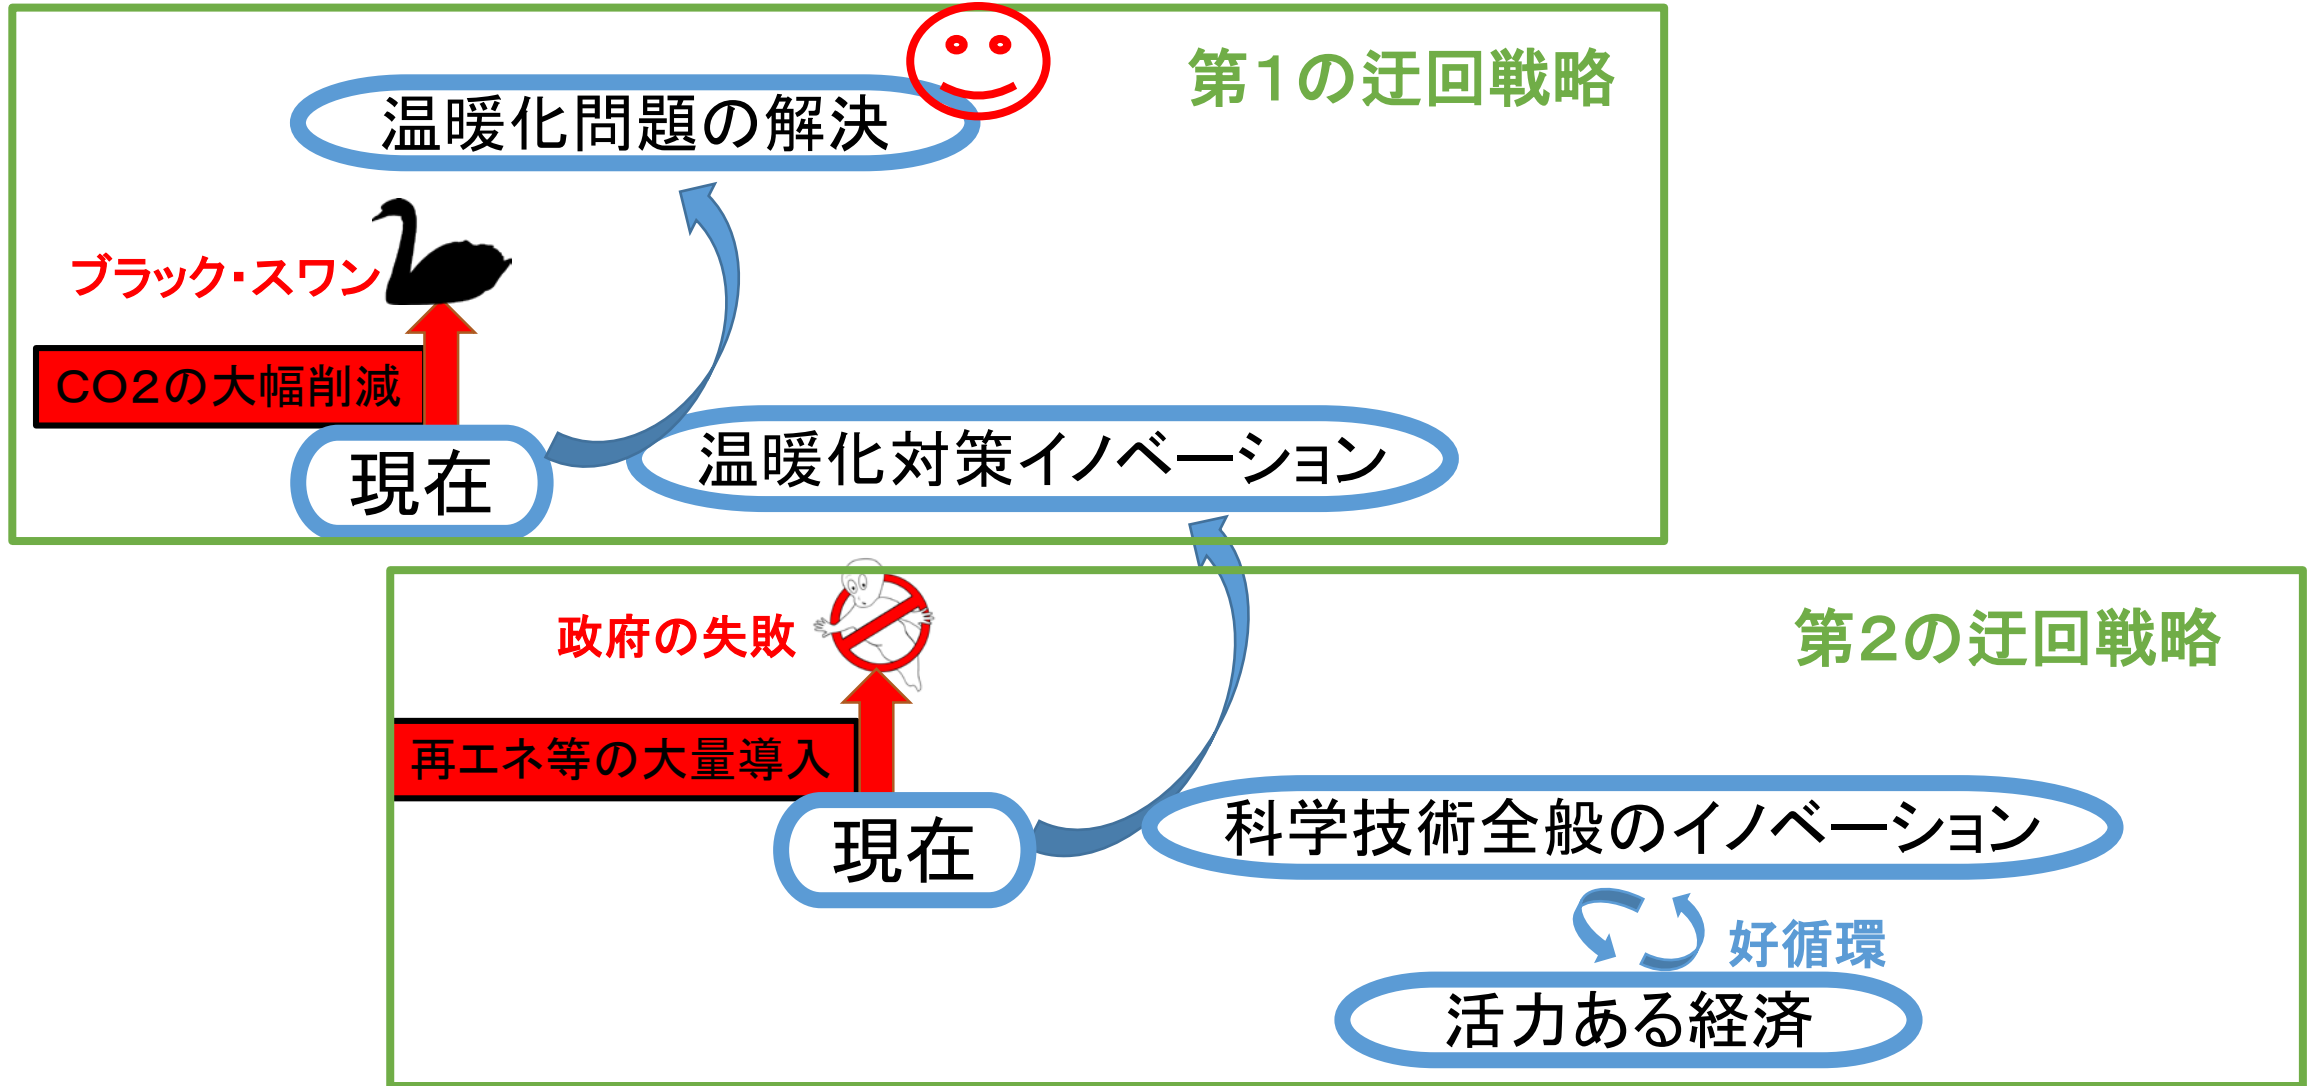 第1の迂回戦略
温暖化問題の解決
ブラック・スワン
CO2の大幅削減
現在
温暖化対策イノベーション
第2の迂回戦略
政府の失敗
再エネ等の大量導入
現在
科学技術全般のイノベーション
好循環
活力ある経済